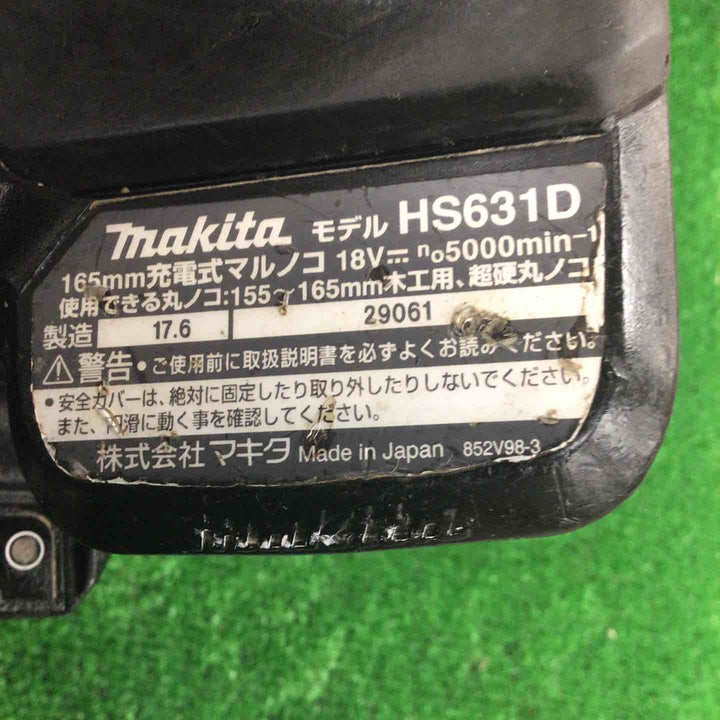 makita モデル HS631D
165mm充電式マルノコ 18V⎓ n₀5000min⁻¹
使用できる丸ノコ:155～165mm木工用、超硬丸ノコ
製造 17.6 29061
⚠警告 • ご使用前に取扱説明書を必ずよくお読みください。
• 安全カバーは、絶対に固定したり取り外したりしないでください。
また、円滑に動く事を確認してください。
株式会社 マキタ Made in Japan 852V98-3